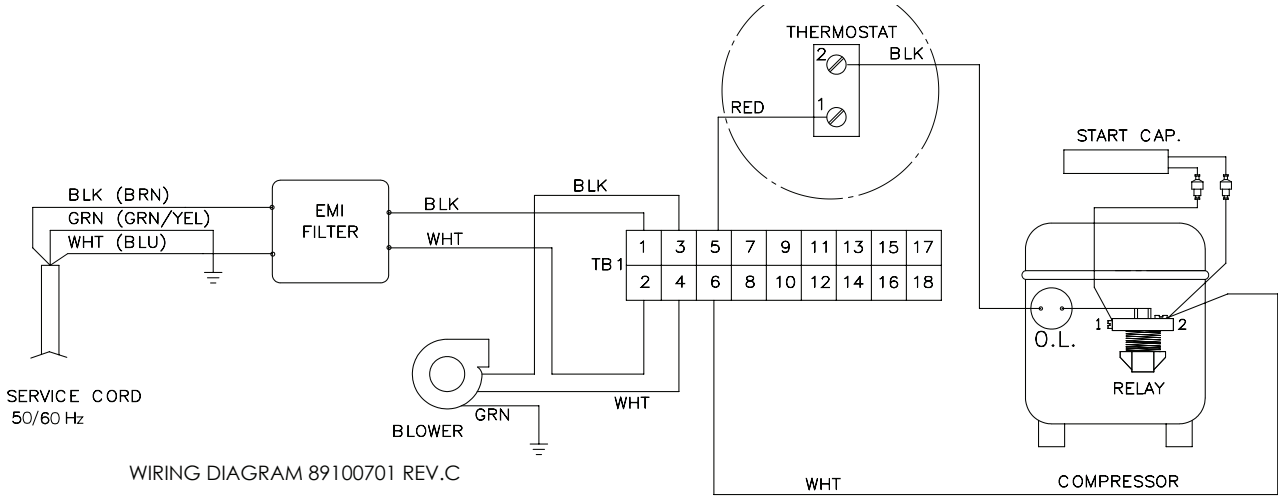 THERMOSTAT
2
BLK
RED
1
START CAP.
BLK (BRN)
GRN (GRN/YEL)
WHT (BLU)
EMI
FILTER
BLK
WHT
BLK
TB1
1 3 5 7 9 11 13 15 17
2 4 6 8 10 12 14 16 18
O.L.
1
2
RELAY
SERVICE CORD
50/60 Hz
BLOWER
GRN
WHT
WIRING DIAGRAM 89100701 REV.C
WHT
COMPRESSOR